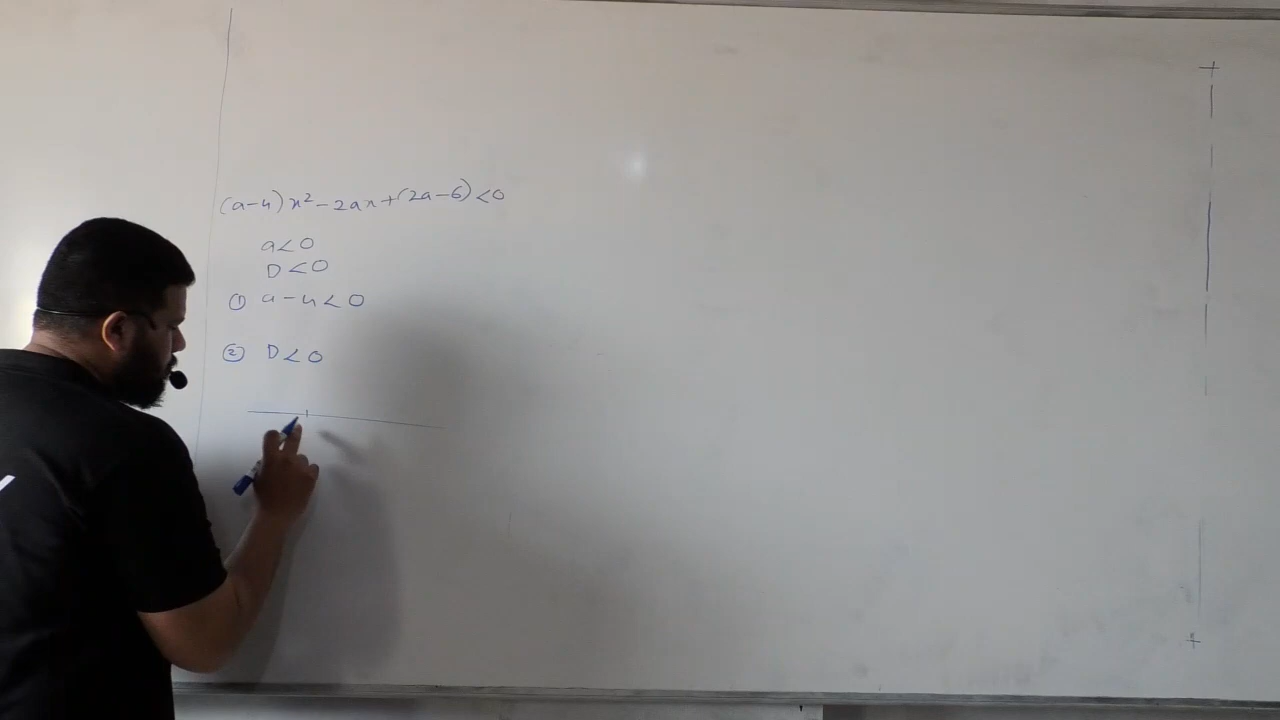 (a-4)x²-2ax+(2a-6)<0
a<0
D<0
① a-4<0
② D<0